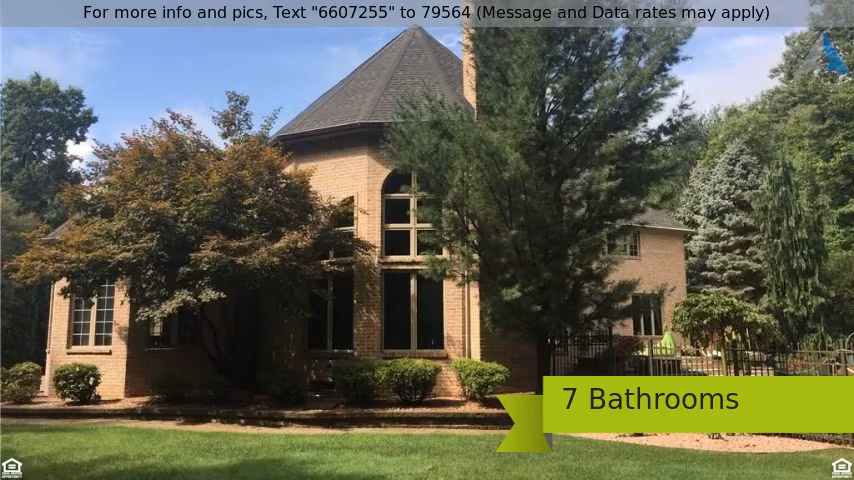 For more info and pics, Text "6607255" to 79564 (Message and Data rates may apply)
7 Bathrooms